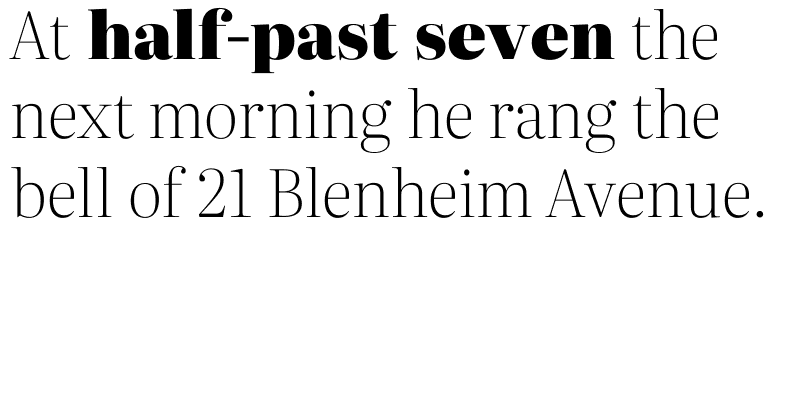 At half-past seven the
next morning he rang the
bell of 21 Blenheim Avenue.